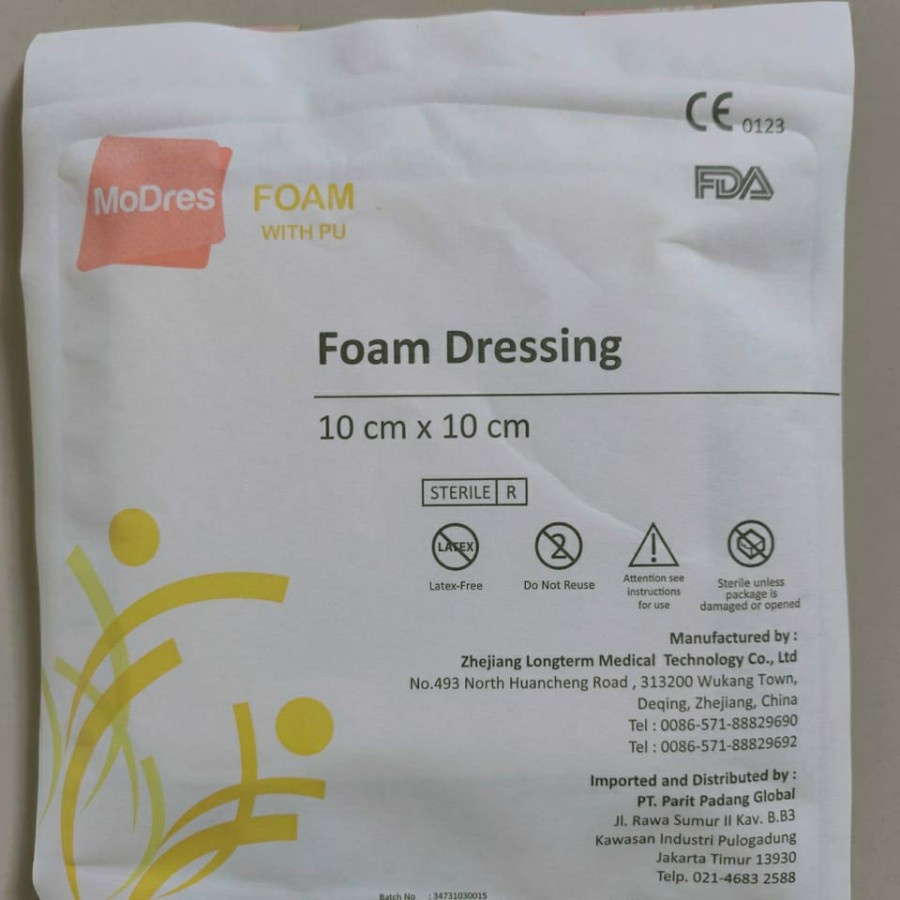 CE 0123
MoDres
FOAM
WITH PU
FDA
Foam Dressing
10 cm x 10 cm
STERILE R
LATEX
2
Latex-Free
Do Not Reuse
Attention see
instructions
for use
Sterile unless
package is
damaged or opened
Manufactured by :
Zhejiang Longterm Medical Technology Co., Ltd
No.493 North Huancheng Road , 313200 Wukang Town,
Deqing, Zhejiang, China
Tel : 0086-571-88829690
Tel : 0086-571-88829692
Imported and Distributed by :
PT. Parit Padang Global
Jl. Rawa Sumur II Kav. B.B3
Kawasan Industri Pulogadung
Jakarta Timur 13930
Telp. 021-4683 2588
Batch No : 34731030015